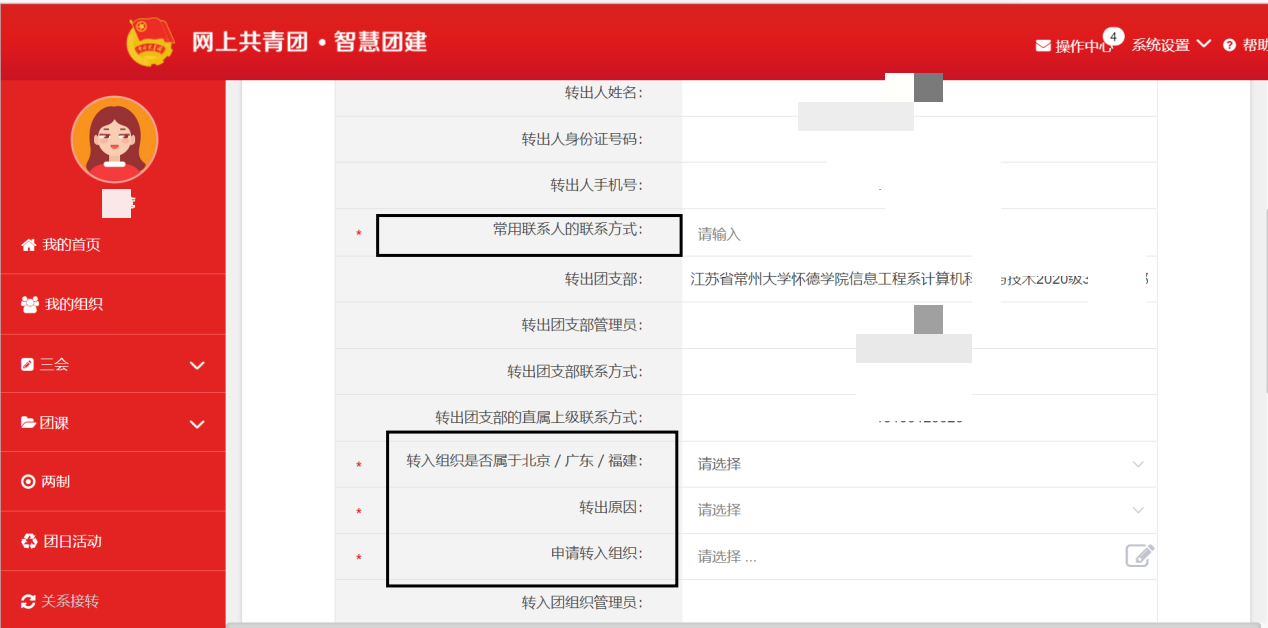 网上共青团·智慧团建
操作中心 4 系统设置 帮助
我的首页
我的组织
三会
团课
两制
团日活动
关系接转
转出人姓名：
转出人身份证号码：
转出人手机号：
* 常用联系人的联系方式： 请输入
转出团支部： 江苏省常州大学怀德学院信息工程系计算机科 技术2020级3
转出团支部管理员：
转出团支部联系方式：
转出团支部的直属上级联系方式：
* 转入组织是否属于北京 / 广东 / 福建： 请选择
* 转出原因： 请选择
* 申请转入组织： 请选择 ...
转入团组织管理员：